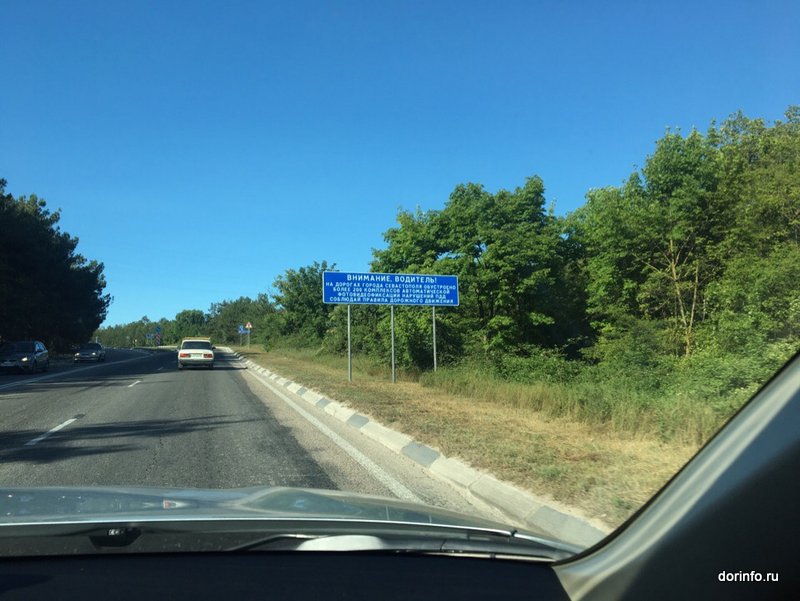 ВНИМАНИЕ, ВОДИТЕЛЬ!
НА ДОРОГАХ ГОРОДА СЕВАСТОПОЛЯ ОБУСТРОЕНО
БОЛЕЕ 200 КОМПЛЕКСОВ АВТОМАТИЧЕСКОЙ
ФОТОВИДЕОФИКСАЦИИ НАРУШЕНИЙ ПДД
СОБЛЮДАЙ ПРАВИЛА ДОРОЖНОГО ДВИЖЕНИЯ
dorinfo.ru